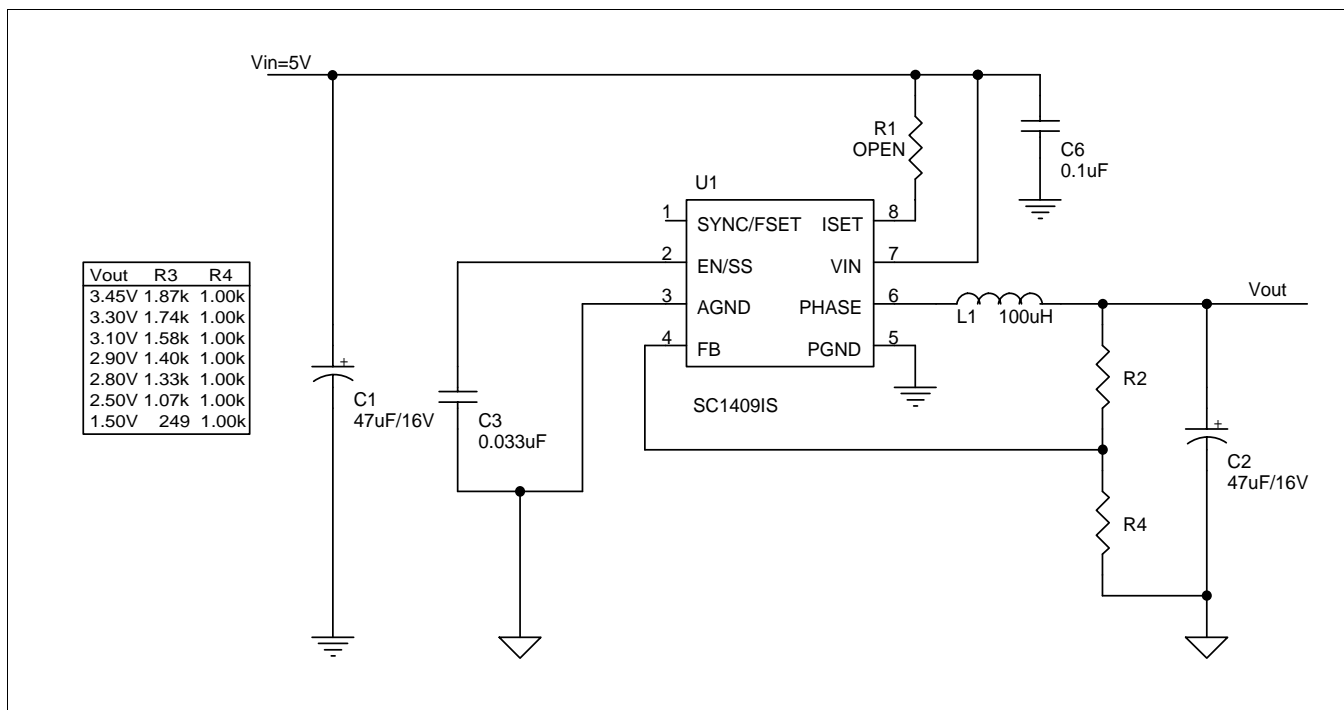 Vin=5V
R1
OPEN
C6
0.1uF
U1
1
SYNC/FSET
ISET
8
2
EN/SS
VIN
7
3
AGND
PHASE
6
4
FB
PGND
5
SC1409IS
L1 100uH
Vout
R2
R4
C2
47uF/16V
+
C1
47uF/16V
+
C3
0.033uF
Vout R3 R4
3.45V 1.87k 1.00k
3.30V 1.74k 1.00k
3.10V 1.58k 1.00k
2.90V 1.40k 1.00k
2.80V 1.33k 1.00k
2.50V 1.07k 1.00k
1.50V 249 1.00k